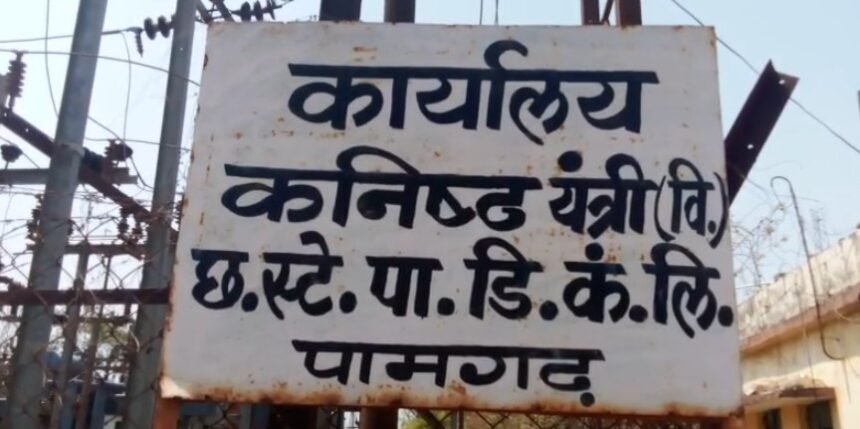 कार्यालय
कनिष्ढ यंत्री(वि.)
छ.स्टे.पा.डि.कं.लि.
पामगढ़